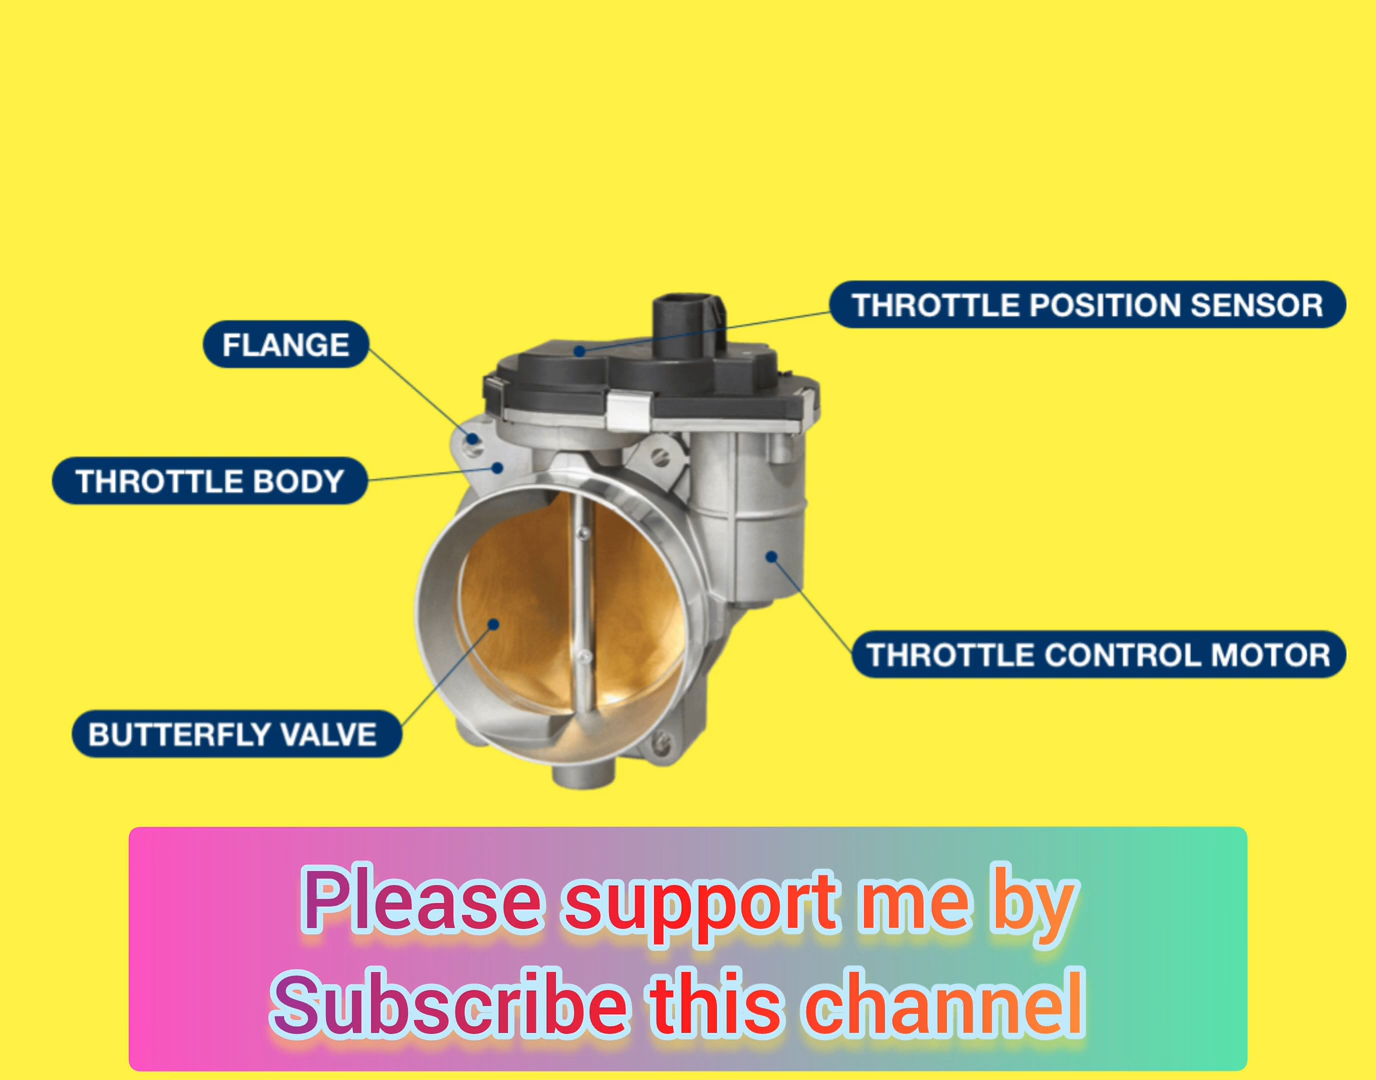 THROTTLE POSITION SENSOR
FLANGE
THROTTLE BODY
THROTTLE CONTROL MOTOR
BUTTERFLY VALVE
Please support me by
Subscribe this channel